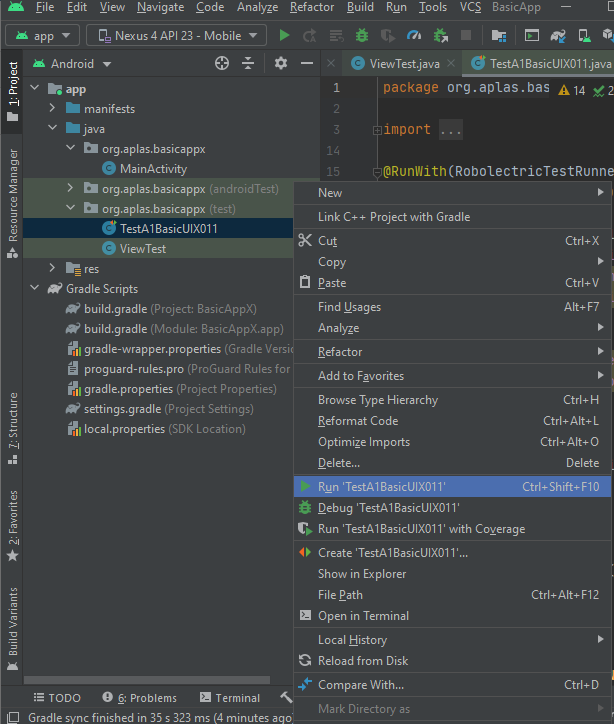 File Edit View Navigate Code Analyze Refactor Build Run Tools VCS BasicApp
app Nexus 4 API 23 - Mobile
Android
ViewTest.java TestA1BasicUIX011.java
1: Project
Resource Manager
7: Structure
2: Favorites
Build Variants
app
manifests
java
org.aplas.basicappx
MainActivity
org.aplas.basicappx (androidTest)
org.aplas.basicappx (test)
TestA1BasicUIX011
ViewTest
res
Gradle Scripts
build.gradle (Project: BasicAppX)
build.gradle (Module: BasicAppX.app)
gradle-wrapper.properties (Gradle Versio
proguard-rules.pro (ProGuard Rules for
gradle.properties (Project Properties)
settings.gradle (Project Settings)
local.properties (SDK Location)
1 package org.aplas.bas 14 2
2
3 import ...
14
15 @RunWith(RobolectricTestRunne
New
Link C++ Project with Gradle
Cut Ctrl+X
Copy
Paste Ctrl+V
Find Usages Alt+F7
Analyze
Refactor
Add to Favorites
Browse Type Hierarchy Ctrl+H
Reformat Code Ctrl+Alt+L
Optimize Imports Ctrl+Alt+O
Delete... Delete
Run 'TestA1BasicUIX011' Ctrl+Shift+F10
Debug 'TestA1BasicUIX011'
Run 'TestA1BasicUIX011' with Coverage
Create 'TestA1BasicUIX011'...
Show in Explorer
File Path Ctrl+Alt+F12
Open in Terminal
Local History
Reload from Disk
Compare With... Ctrl+D
Mark Directory as
TODO 6: Problems Terminal
Gradle sync finished in 35 s 323 ms (4 minutes ago)